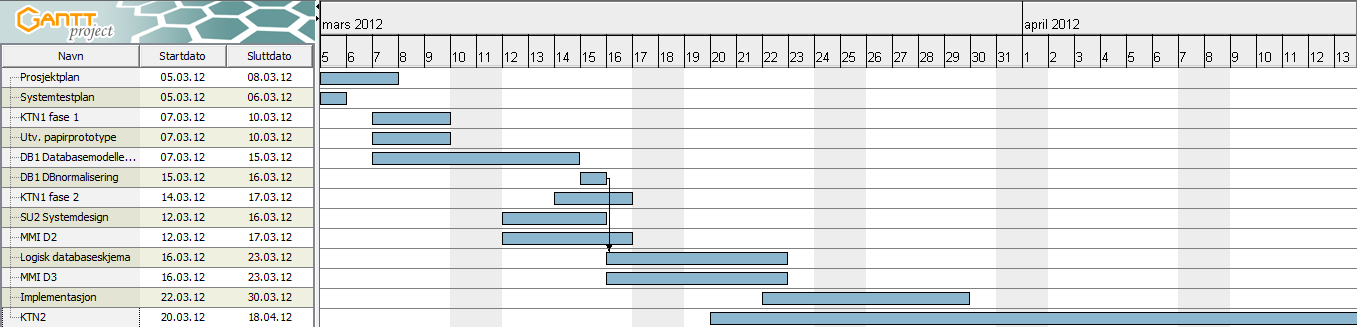 GANTT
project
mars 2012 april 2012
5 6 7 8 9 10 11 12 13 14 15 16 17 18 19 20 21 22 23 24 25 26 27 28 29 30 31 1 2 3 4 5 6 7 8 9 10 11 12 13
Navn Startdato Sluttdato
Prosjektplan 05.03.12 08.03.12
Systemtestplan 05.03.12 06.03.12
KTN1 fase 1 07.03.12 10.03.12
Utv. papirprototype 07.03.12 10.03.12
DB1 Databasemodelle... 07.03.12 15.03.12
DB1 DBnormalisering 15.03.12 16.03.12
KTN1 fase 2 14.03.12 17.03.12
SU2 Systemdesign 12.03.12 16.03.12
MMI D2 12.03.12 17.03.12
Logisk databaseskjema 16.03.12 23.03.12
MMI D3 16.03.12 23.03.12
Implementasjon 22.03.12 30.03.12
KTN2 20.03.12 18.04.12